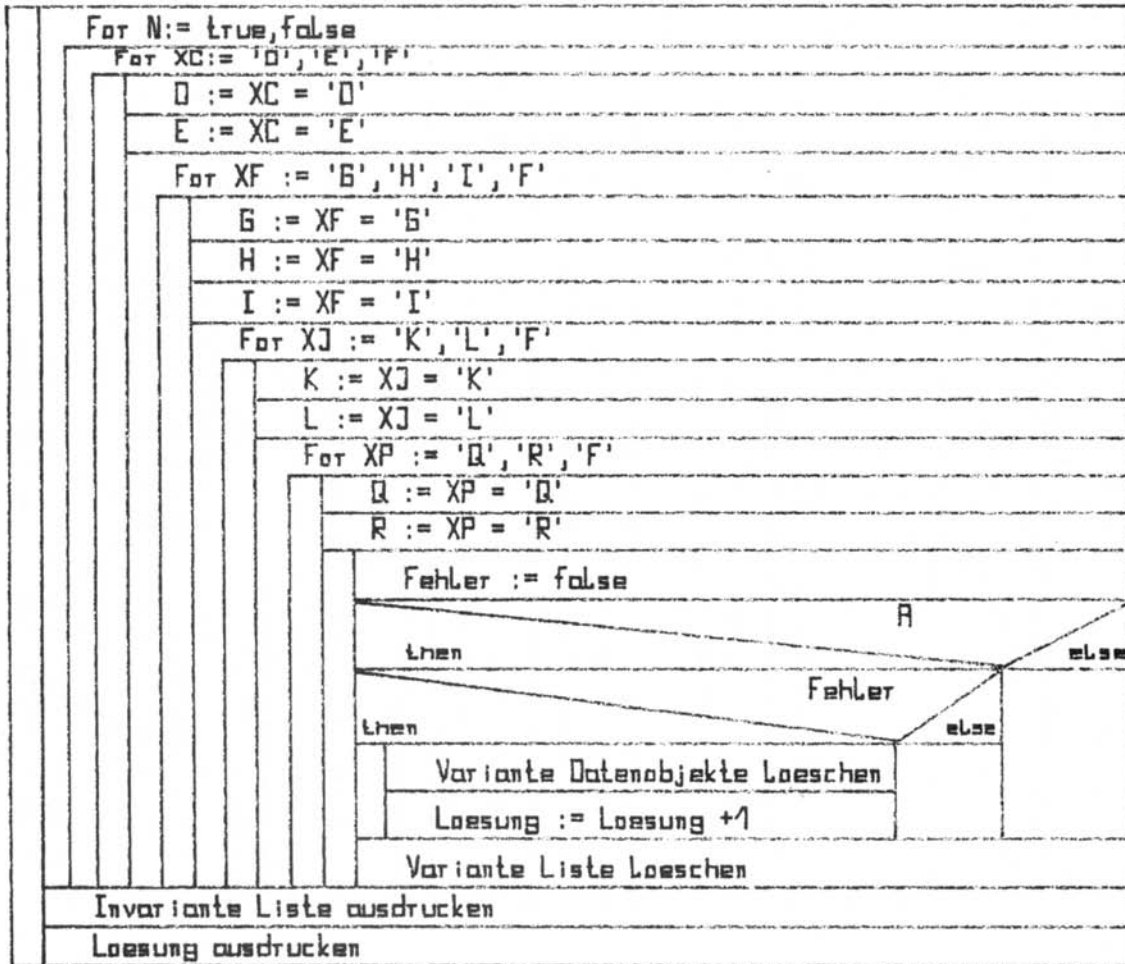 For N:= true,false
For XC:= 'D','E','F'
D := XC = 'D'
E := XC = 'E'
For XF := 'G','H','I','F'
G := XF = 'G'
H := XF = 'H'
I := XF = 'I'
For XJ := 'K','L','F'
K := XJ = 'K'
L := XJ = 'L'
For XP := 'Q','R','F'
Q := XP = 'Q'
R := XP = 'R'
Fehler := false
A
then else
Fehler
then else
Variante Datenobjekte Loeschen
Loesung := Loesung +1
Variante Liste Loeschen
Invariante Liste ausdrucken
Loesung ausdrucken